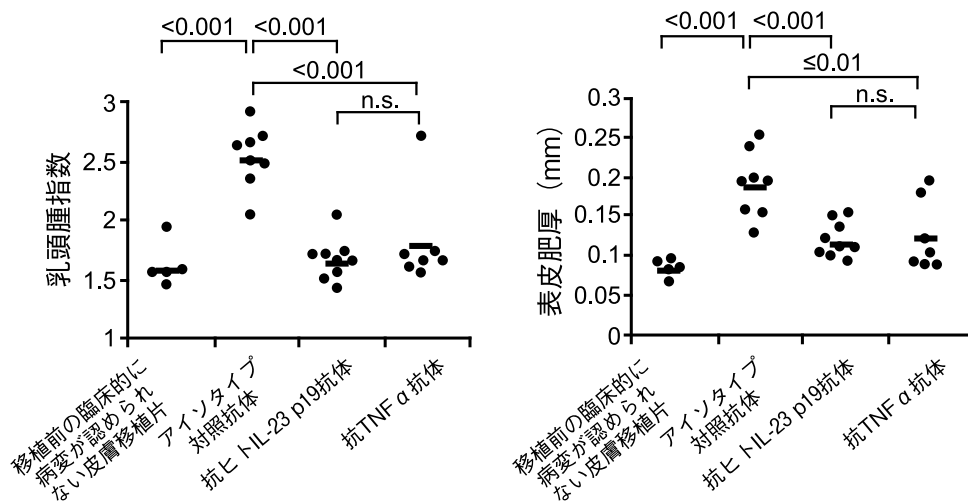 <0.001 <0.001
<0.001
n.s.
乳頭腫指数
3
2.5
2
1.5
1
移植前の臨床的に
病変が認められ
ない皮膚移植片
アイソタイプ
対照抗体
抗ヒトIL-23 p19抗体
抗TNFα抗体
<0.001 <0.001
≤0.01
n.s.
表皮肥厚 (mm)
0.3
0.25
0.2
0.15
0.1
0.05
0
移植前の臨床的に
病変が認められ
ない皮膚移植片
アイソタイプ
対照抗体
抗ヒトIL-23 p19抗体
抗TNFα抗体